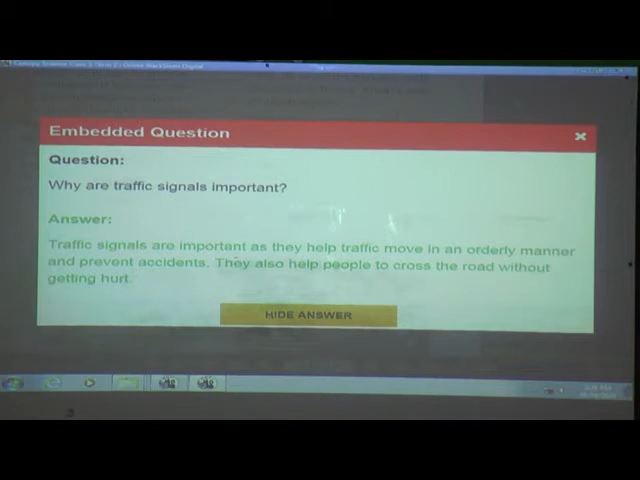 Embedded Question
Question:
Why are traffic signals important?
Answer:
Traffic signals are important as they help traffic move in an orderly manner
and prevent accidents. They also help people to cross the road without
getting hurt.
HIDE ANSWER